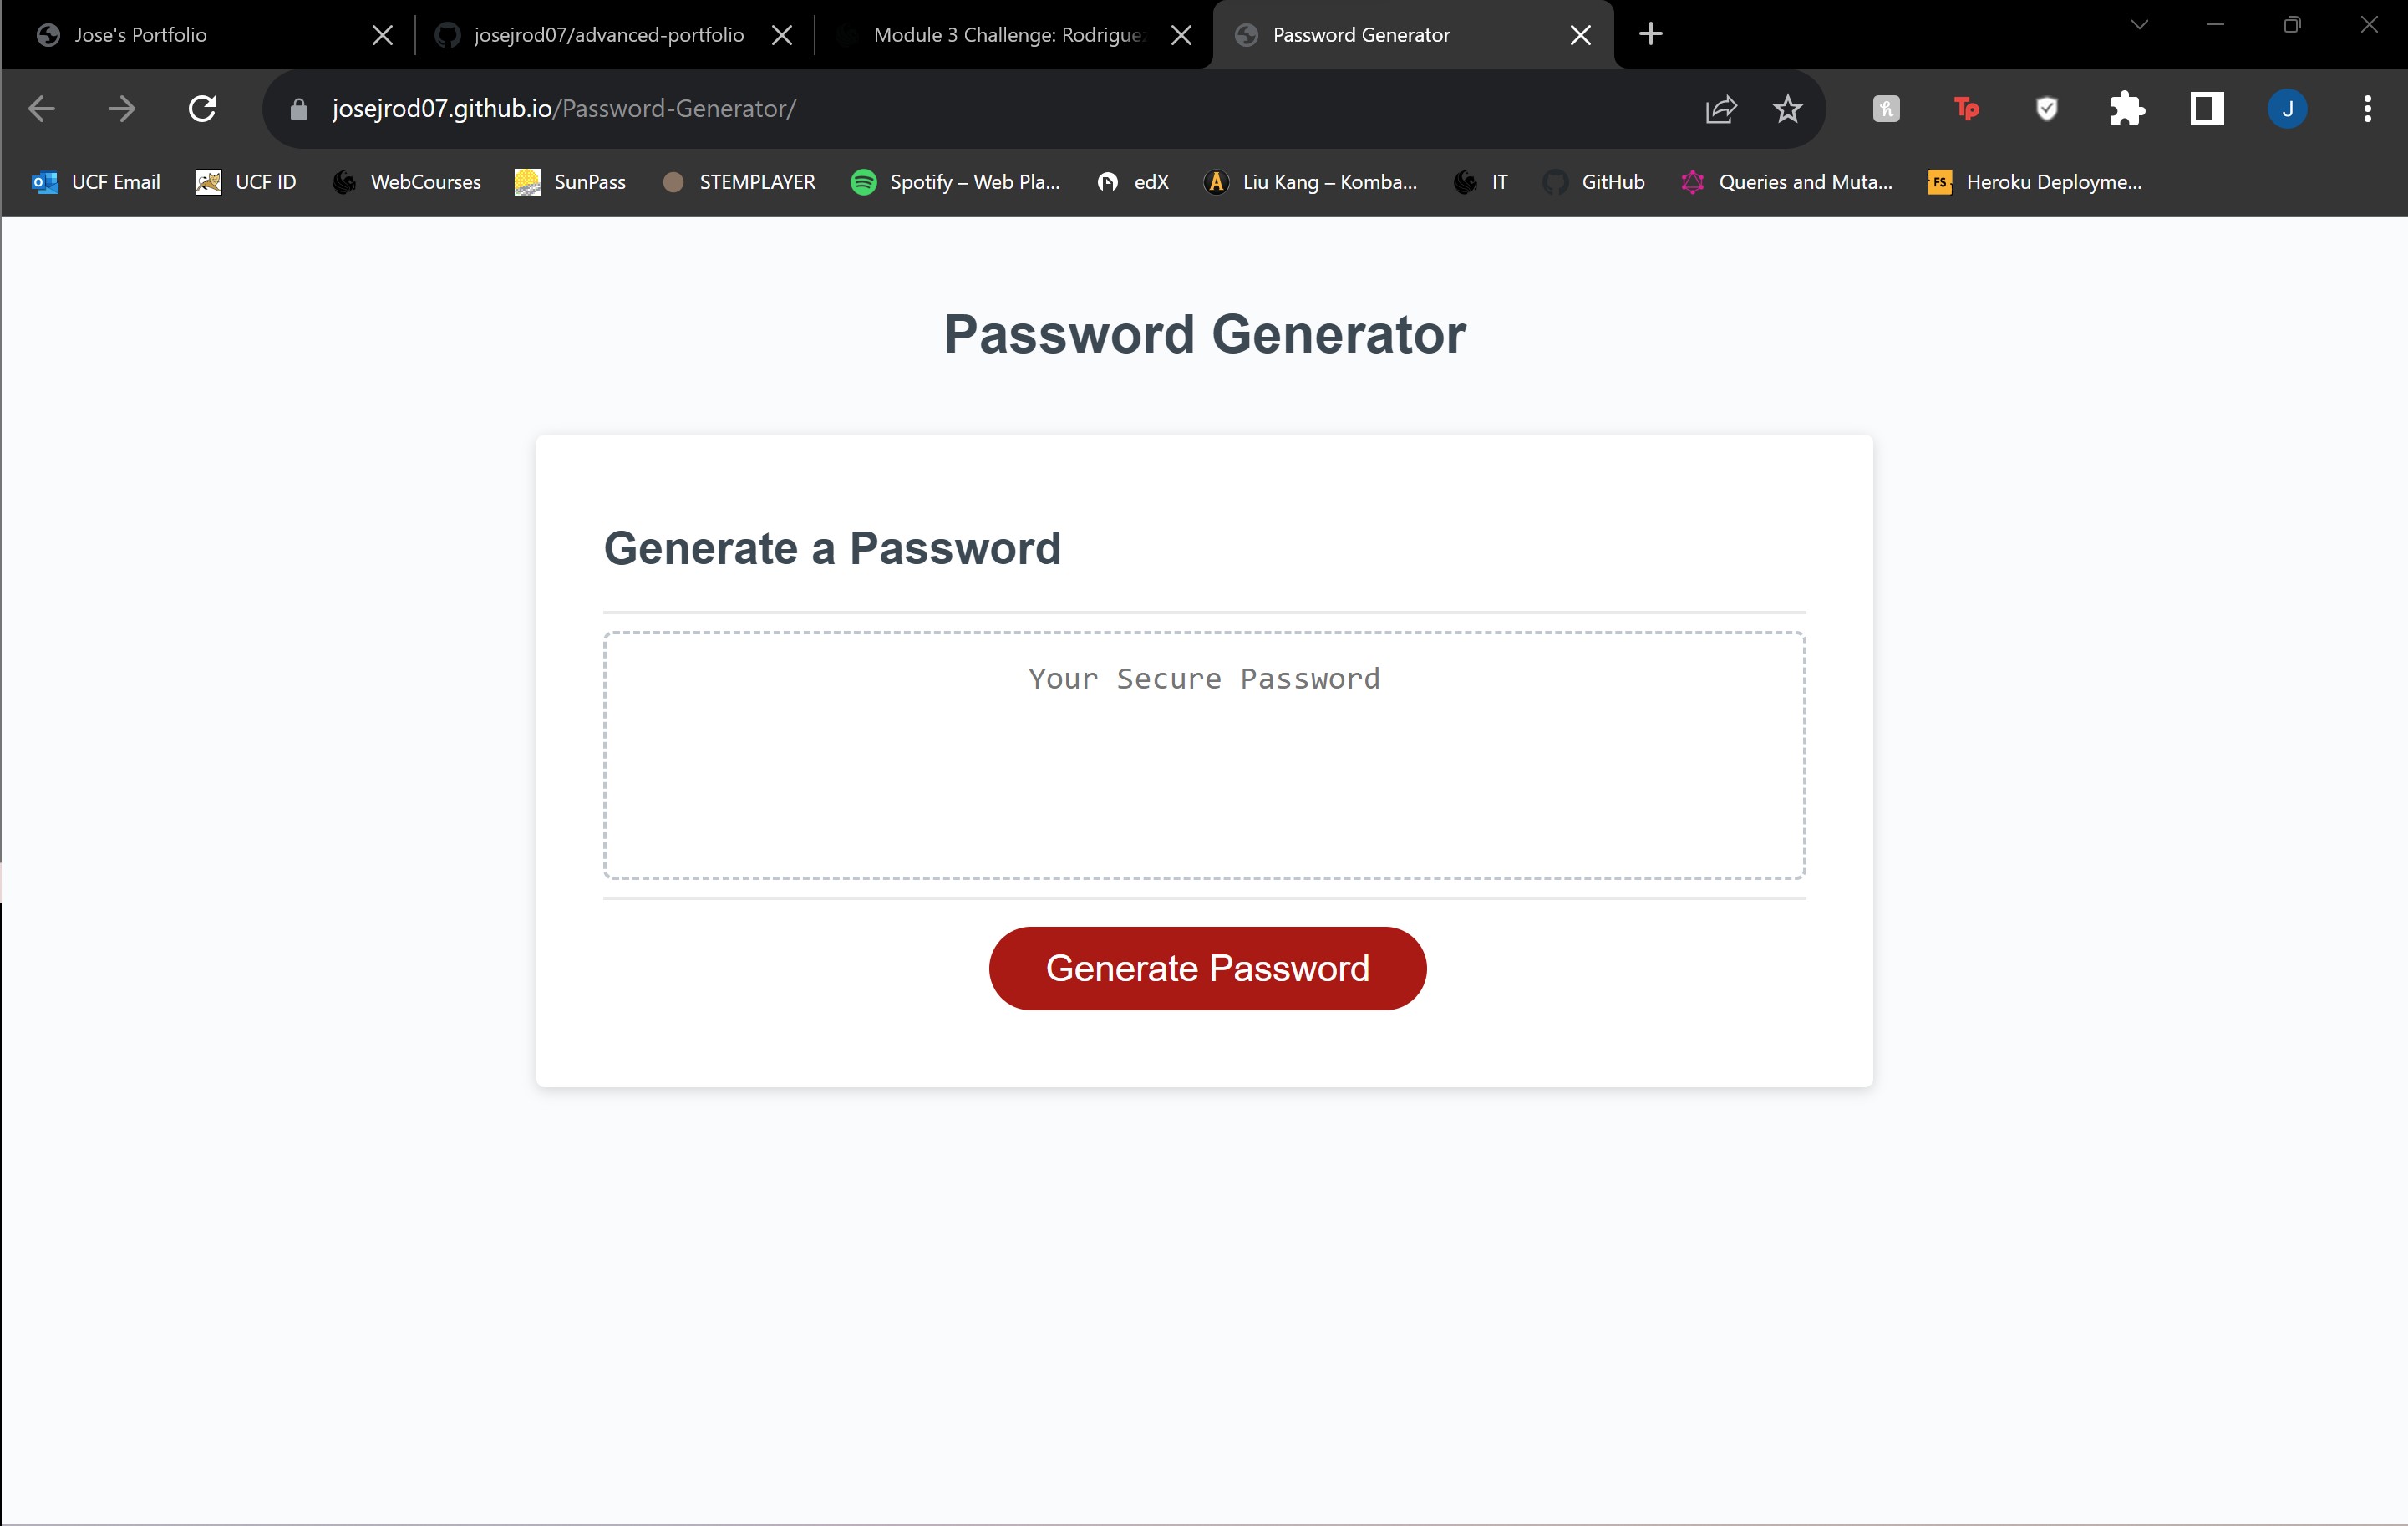 Jose's Portfolio
josejrod07/advanced-portfolio
Module 3 Challenge: Rodrigue
Password Generator
josejrod07.github.io/Password-Generator/
h
Tp
J
UCF Email
UCF ID
WebCourses
SunPass
STEMPLAYER
Spotify – Web Pla...
edX
Liu Kang – Komba...
IT
GitHub
Queries and Muta...
FS
Heroku Deployme...
Password Generator
Generate a Password
Your Secure Password
Generate Password